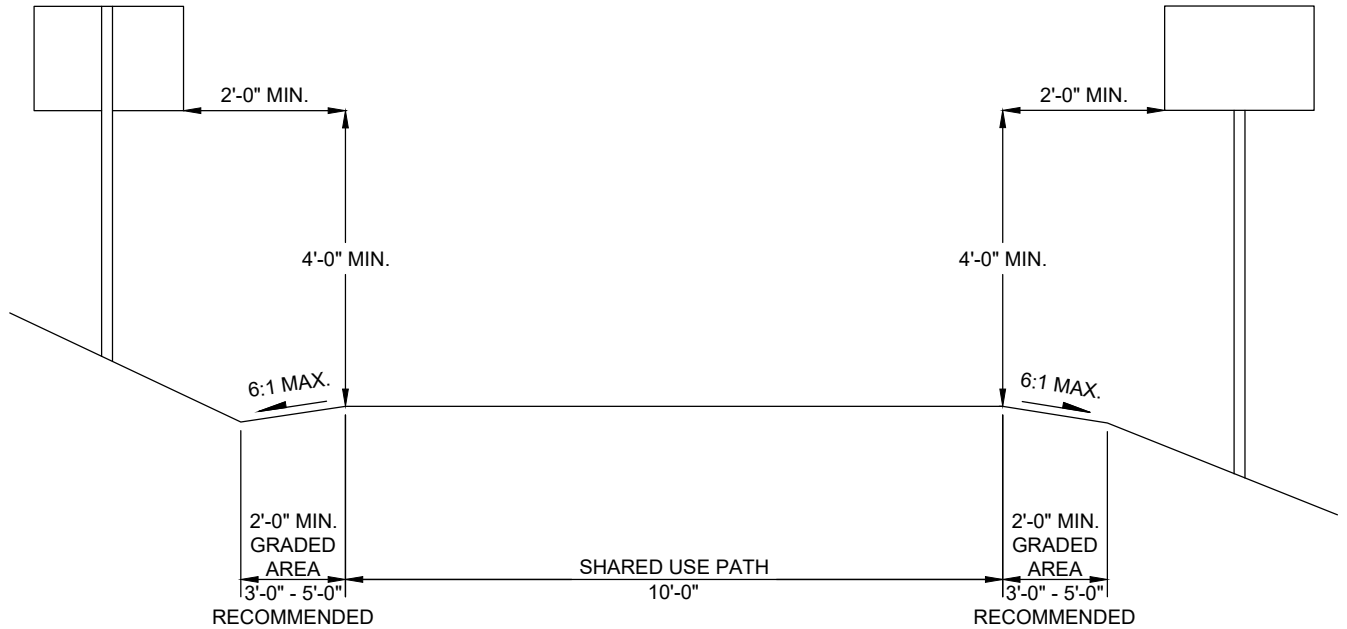 2'-0" MIN.
2'-0" MIN.
4'-0" MIN.
4'-0" MIN.
6:1 MAX.
6:1 MAX.
2'-0" MIN.
GRADED
AREA
3'-0" - 5'-0"
RECOMMENDED
SHARED USE PATH
10'-0"
2'-0" MIN.
GRADED
AREA
3'-0" - 5'-0"
RECOMMENDED